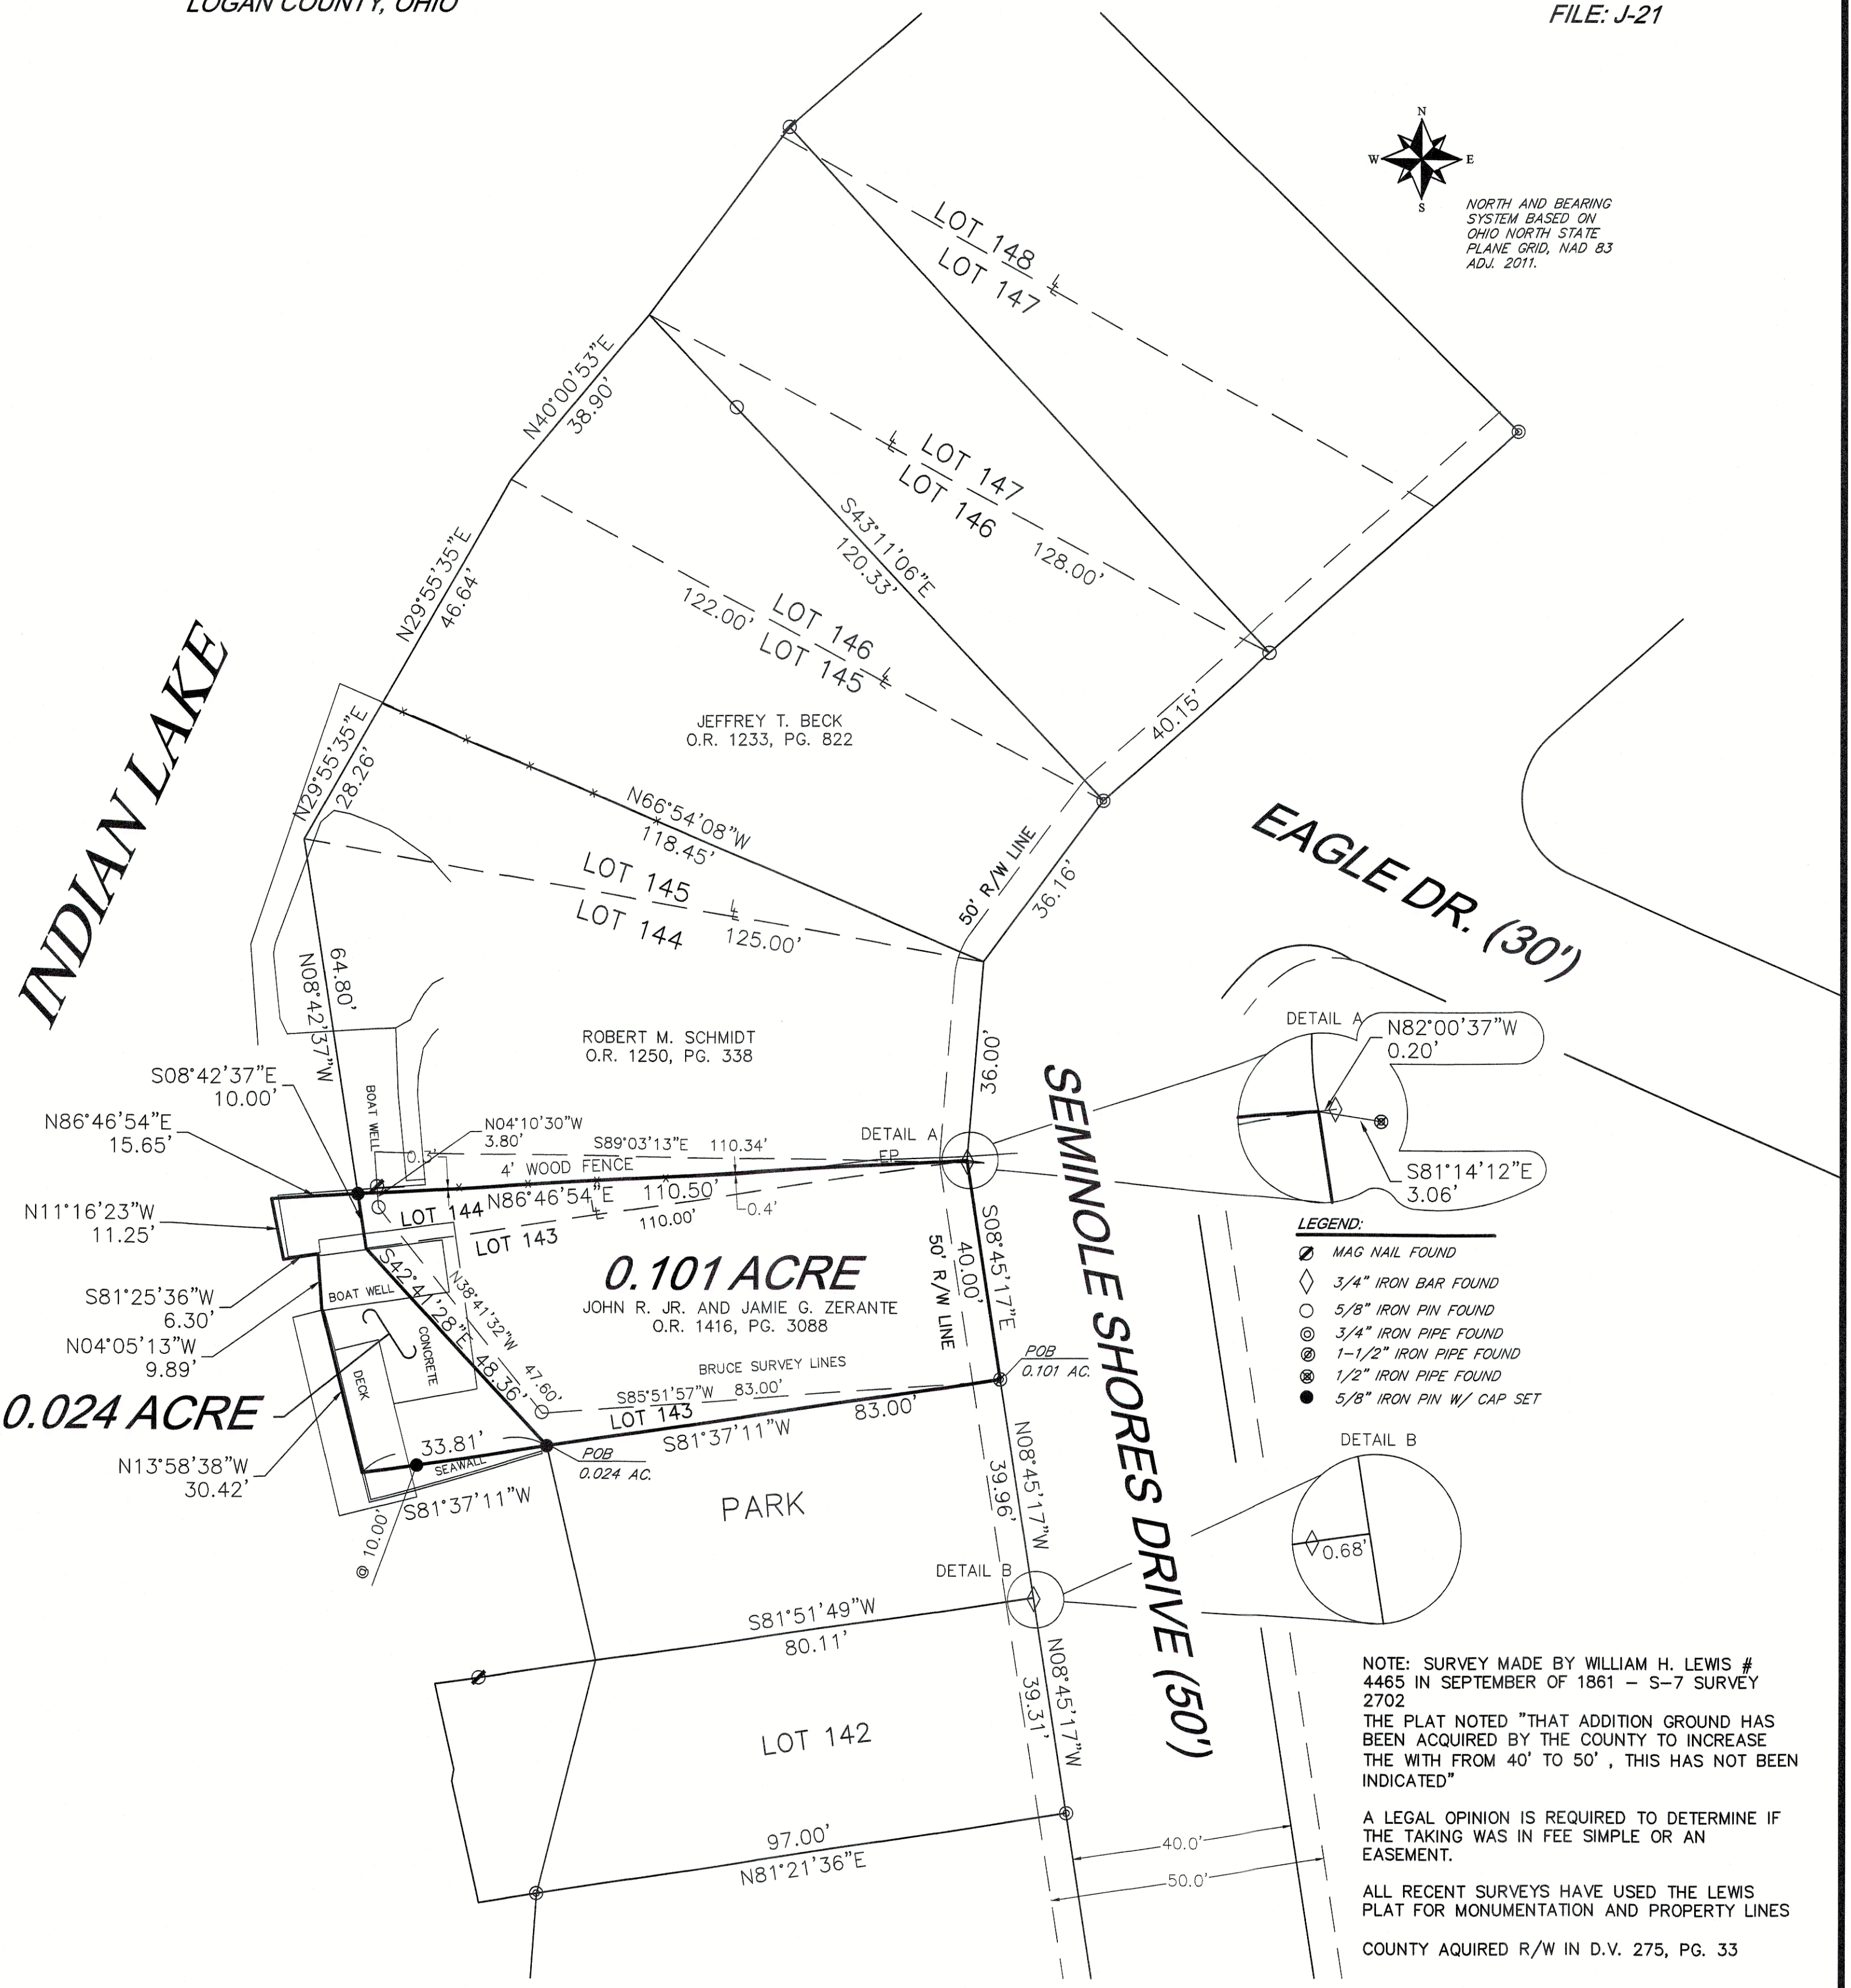 LOGAN COUNTY, OHIO
FILE: J-21
N
W
E
S
NORTH AND BEARING
SYSTEM BASED ON
OHIO NORTH STATE
PLANE GRID, NAD 83
ADJ. 2011.
LOT 148
LOT 147
N40°00'53"E
38.90'
LOT 147
LOT 146
128.00'
S43°11'06"E
120.33'
N29°55'35"E
46.64'
122.00'
LOT 146
LOT 145
40.15'
INDIAN LAKE
JEFFREY T. BECK
O.R. 1233, PG. 822
N29°55'35"E
28.26'
N66°54'08"W
118.45'
EAGLE DR. (30')
50' R/W LINE
36.16'
LOT 145
LOT 144
125.00'
64.80'
N08°42'37"W
ROBERT M. SCHMIDT
O.R. 1250, PG. 338
36.00'
SEMINOLE SHORES DRIVE (50')
DETAIL A
N82°00'37"W
0.20'
S81°14'12"E
3.06'
S08°42'37"E
10.00'
BOAT WELL
N86°46'54"E
15.65'
N04°10'30"W
3.80'
S89°03'13"E 110.34'
DETAIL A
0.3'
4' WOOD FENCE
EP
N86°46'54"E 110.50'
110.00'
0.4'
LOT 144
LOT 143
N11°16'23"W
11.25'
S81°25'36"W
6.30'
N04°05'13"W
9.89'
BOAT WELL
S42°41'28"E 48.36'
N38°41'32"W 47.60'
CONCRETE
DECK
0.101 ACRE
JOHN R. JR. AND JAMIE G. ZERANTE
O.R. 1416, PG. 3088
50' R/W LINE
S08°45'17"E
40.00'
LEGEND:
MAG NAIL FOUND
3/4" IRON BAR FOUND
5/8" IRON PIN FOUND
3/4" IRON PIPE FOUND
1-1/2" IRON PIPE FOUND
1/2" IRON PIPE FOUND
5/8" IRON PIN W/ CAP SET
BRUCE SURVEY LINES
POB
0.101 AC.
S85°51'57"W 83.00'
LOT 143
83.00'
S81°37'11"W
0.024 ACRE
N13°58'38"W
30.42'
33.81'
SEAWALL
S81°37'11"W
@ 10.00'
POB
0.024 AC.
PARK
N08°45'17"W
39.96'
DETAIL B
0.68'
DETAIL B
S81°51'49"W
80.11'
N08°45'17"W
39.31'
LOT 142
97.00'
N81°21'36"E
40.0'
50.0'
NOTE: SURVEY MADE BY WILLIAM H. LEWIS #
4465 IN SEPTEMBER OF 1861 – S-7 SURVEY
2702
THE PLAT NOTED "THAT ADDITION GROUND HAS
BEEN ACQUIRED BY THE COUNTY TO INCREASE
THE WITH FROM 40' TO 50' , THIS HAS NOT BEEN
INDICATED"
A LEGAL OPINION IS REQUIRED TO DETERMINE IF
THE TAKING WAS IN FEE SIMPLE OR AN
EASEMENT.
ALL RECENT SURVEYS HAVE USED THE LEWIS
PLAT FOR MONUMENTATION AND PROPERTY LINES
COUNTY AQUIRED R/W IN D.V. 275, PG. 33